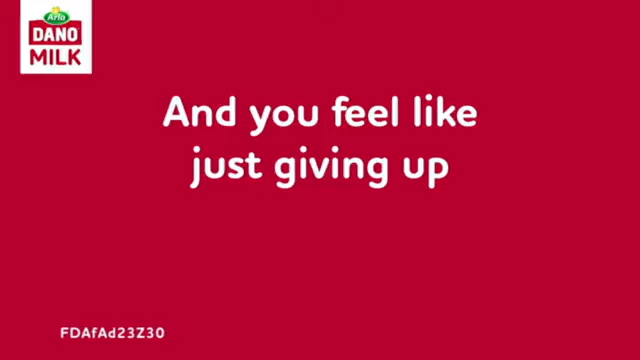 Arla
DANO
MILK
And you feel like
just giving up
FDAfAd23Z30